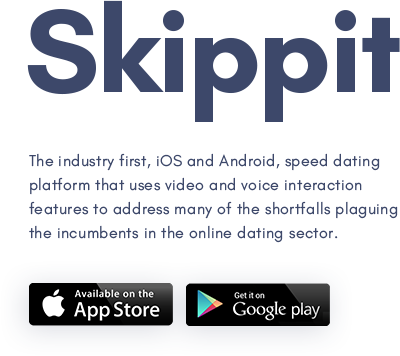 Skippit
The industry first, iOS and Android, speed dating
platform that uses video and voice interaction
features to address many of the shortfalls plaguing
the incumbents in the online dating sector.
Available on the
App Store
Get it on
Google play